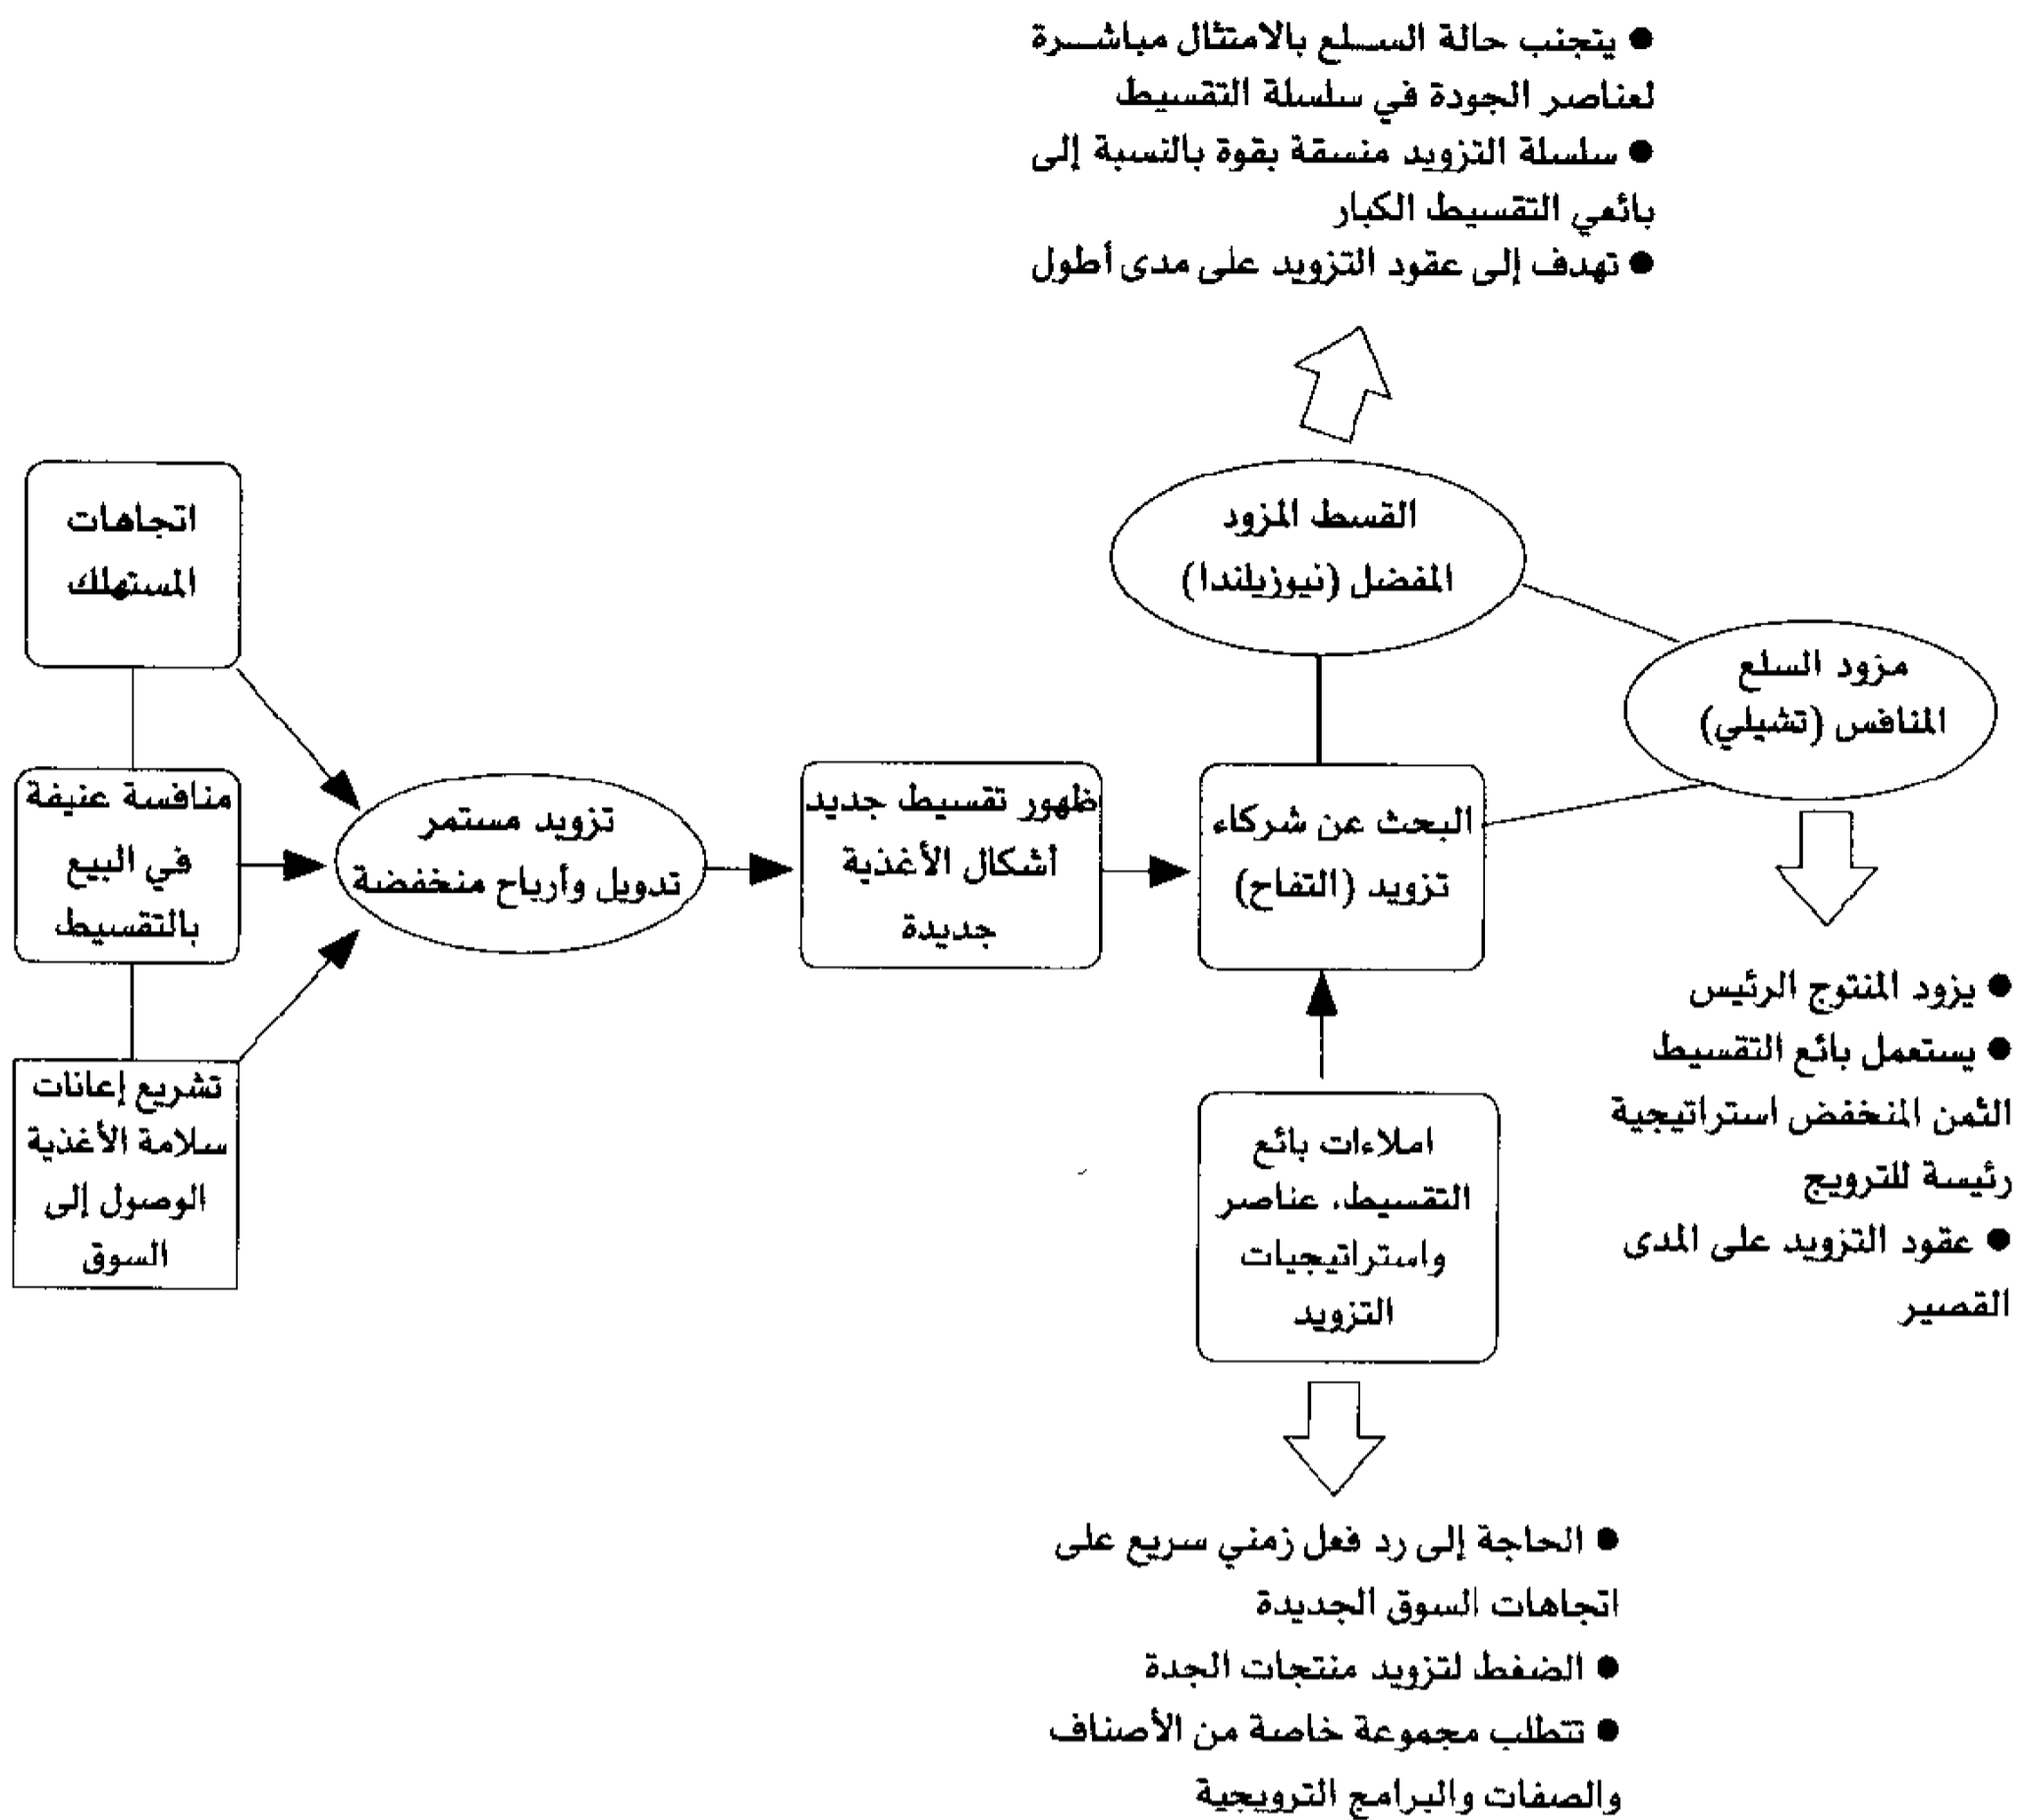 ● يتجنب حالة السلع بالامتثال مباشرة
لعناصر الجودة في سلسلة التقسيط
● سلسلة التزويد منسقة بقوة بالنسبة إلى
بائعي التقسيط الكبار
● تهدف إلى عقود التزويد على مدى أطول
القسط المزود
المفضل (نيوزيلندا)
مزود السلع
المنافس (تشيلي)
اتجاهات
المستهلك
منافسة عنيفة
في البيع
بالتقسيط
تشريع إعانات
سلامة الأغذية
الوصول إلى
السوق
تزويد مستمر
تدويل وأرياح منخفضة
ظهور تقسيط جديد
أشكال الأغذية
جديدة
البحث عن شركاء
تزويد (التفاح)
املاءات بائع
التقسيط، عناصر
واستراتيجيات
التزويد
● يزود المنتوج الرئيس
● يستعمل بائع التقسيط
الثمن المنخفض استراتيجية
رئيسة للترويج
● عقود التزويد على المدى
القصير
● الحاجة إلى رد فعل زمني سريع على
اتجاهات السوق الجديدة
● الضغط لتزويد منتجات الجدة
● تتطلب مجموعة خاصة من الأصناف
والصفات والبرامج الترويجية